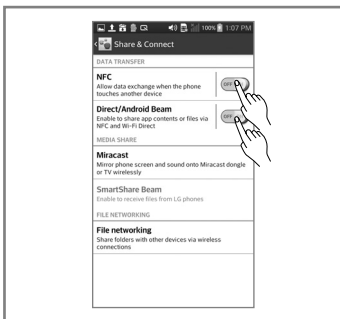 100% 1:07 PM
Share & Connect
DATA TRANSFER
NFC
Allow data exchange when the phone
touches another device
OFF
Direct/Android Beam
Enable to share app contents or files via
NFC and Wi-Fi Direct
OFF
MEDIA SHARE
Miracast
Mirror phone screen and sound onto Miracast dongle
or TV wirelessly
SmartShare Beam
Enable to receive files from LG phones
FILE NETWORKING
File networking
Share folders with other devices via wireless
connections